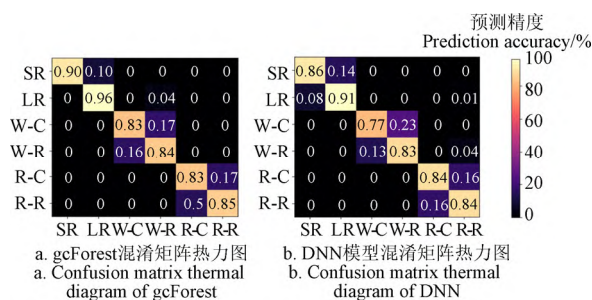 预测精度
Prediction accuracy/%
SR 0.90 0.10 0 0 0 0
LR 0 0.96 0 0.04 0 0
W-C 0 0 0.83 0.17 0 0
W-R 0 0 0.16 0.84 0 0
R-C 0 0 0 0 0.83 0.17
R-R 0 0 0 0 0.5 0.85
SR LR W-C W-R R-C R-R
a. gcForest混淆矩阵热力图
a. Confusion matrix thermal
diagram of gcForest
SR 0.86 0.14 0 0 0 0
LR 0.08 0.91 0 0 0 0.01
W-C 0 0 0.77 0.23 0 0
W-R 0 0 0.13 0.83 0 0.04
R-C 0 0 0 0 0.84 0.16
R-R 0 0 0 0 0.16 0.84
SR LR W-C W-R R-C R-R
b. DNN模型混淆矩阵热力图
b. Confusion matrix thermal
diagram of DNN
100
80
60
40
20
0